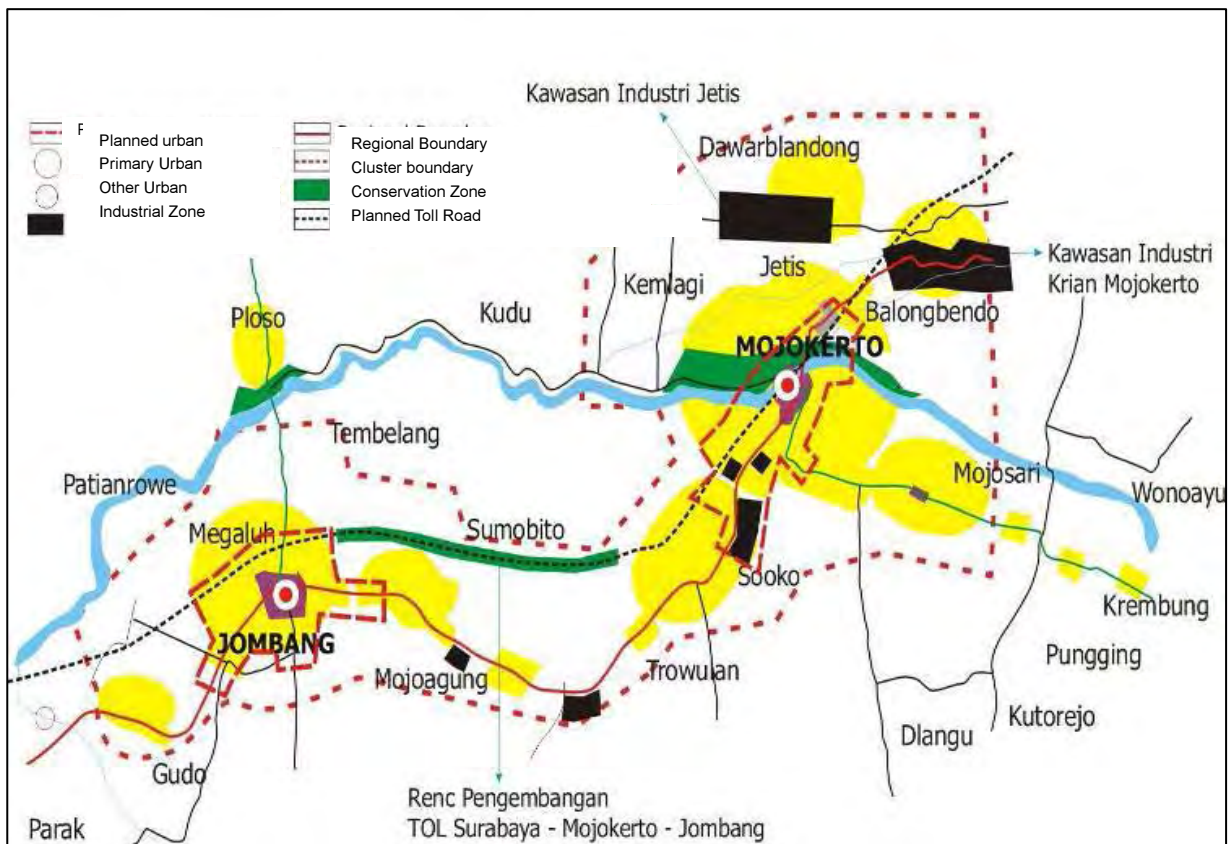 Kawasan Industri Jetis
Planned urban
Primary Urban
Other Urban
Industrial Zone
Regional Boundary
Cluster boundary
Conservation Zone
Planned Toll Road
Dawarblandong
Kawasan Industri
Krian Mojokerto
Jetis
Kemlagi
Balongbendo
Ploso
Kudu
MOJOKERTO
Tembelang
Patianrowe
Mojosari
Wonoayu
Megaluh
Sumobito
Sooko
Krembung
JOMBANG
Mojoagung
Trowulan
Pungging
Kutorejo
Dlangu
Gudo
Parak
Renc Pengembangan
TOL Surabaya - Mojokerto - Jombang